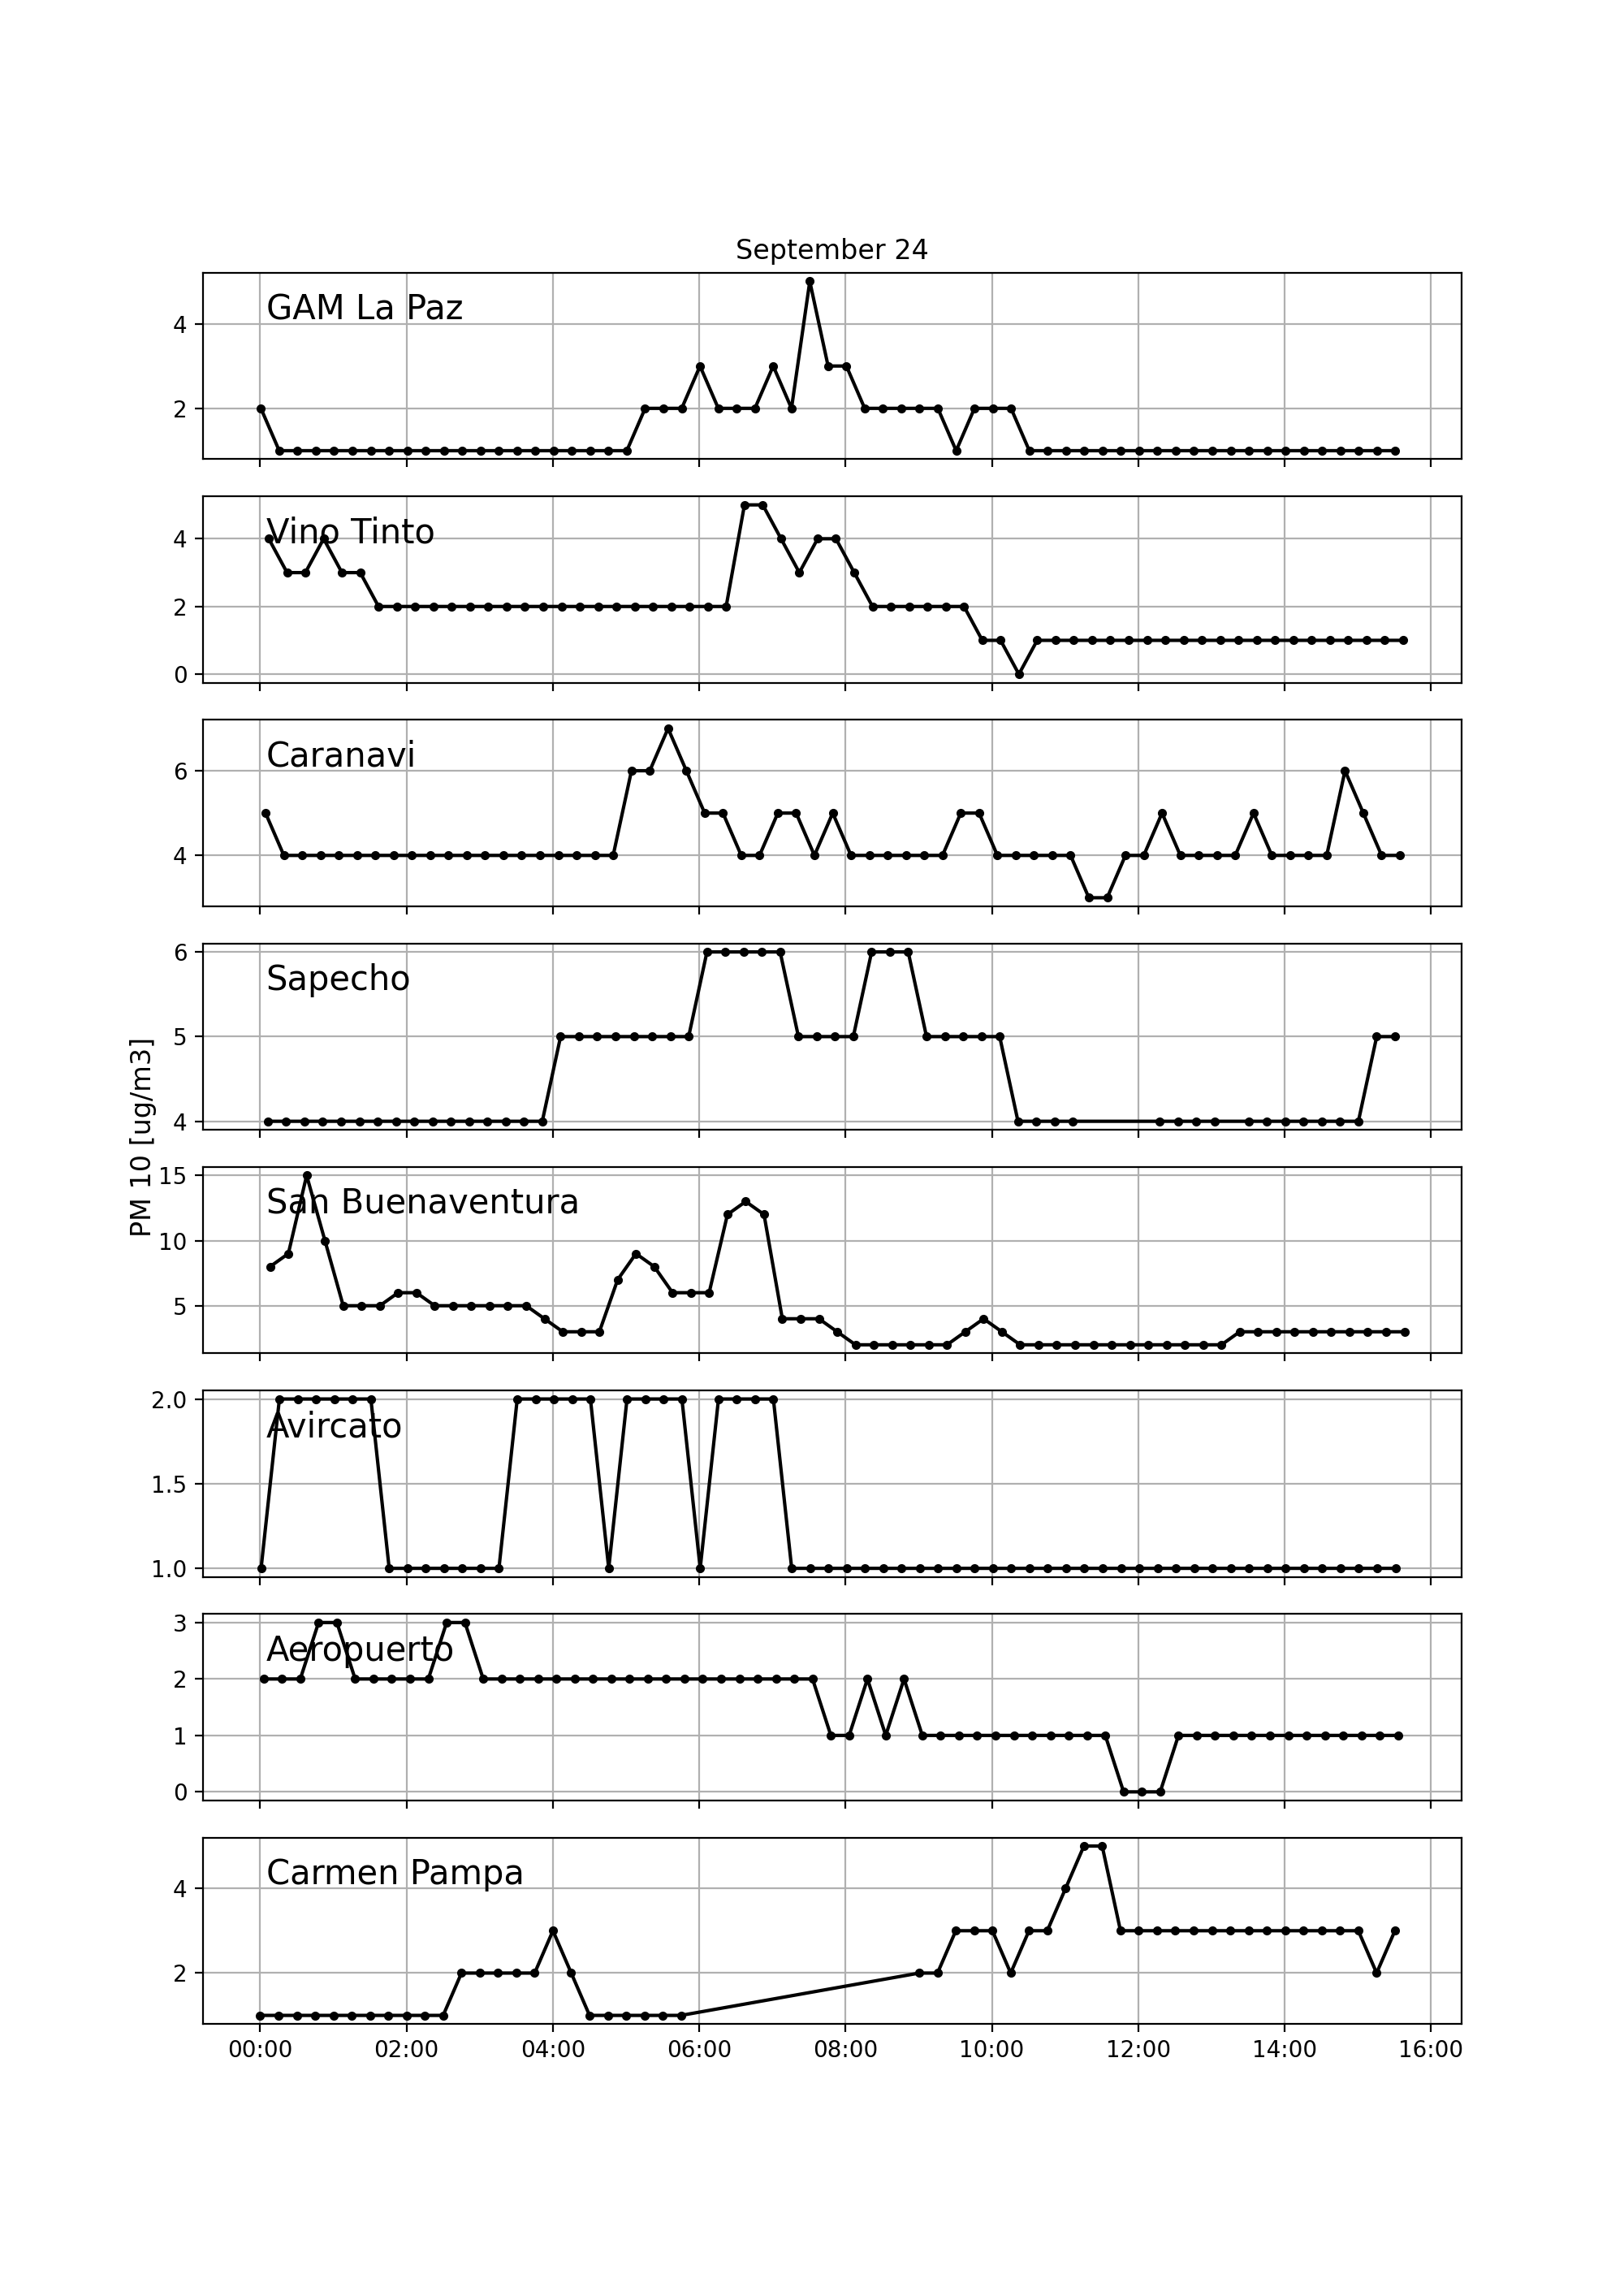 September 24
GAM La Paz
4
2
Vino Tinto
4
2
0
Caranavi
6
4
Sapecho
6
5
4
PM 10 [ug/m3]
San Buenaventura
15
10
5
Avircato
2.0
1.5
1.0
Aeropuerto
3
2
1
0
Carmen Pampa
4
2
00:00 02:00 04:00 06:00 08:00 10:00 12:00 14:00 16:00